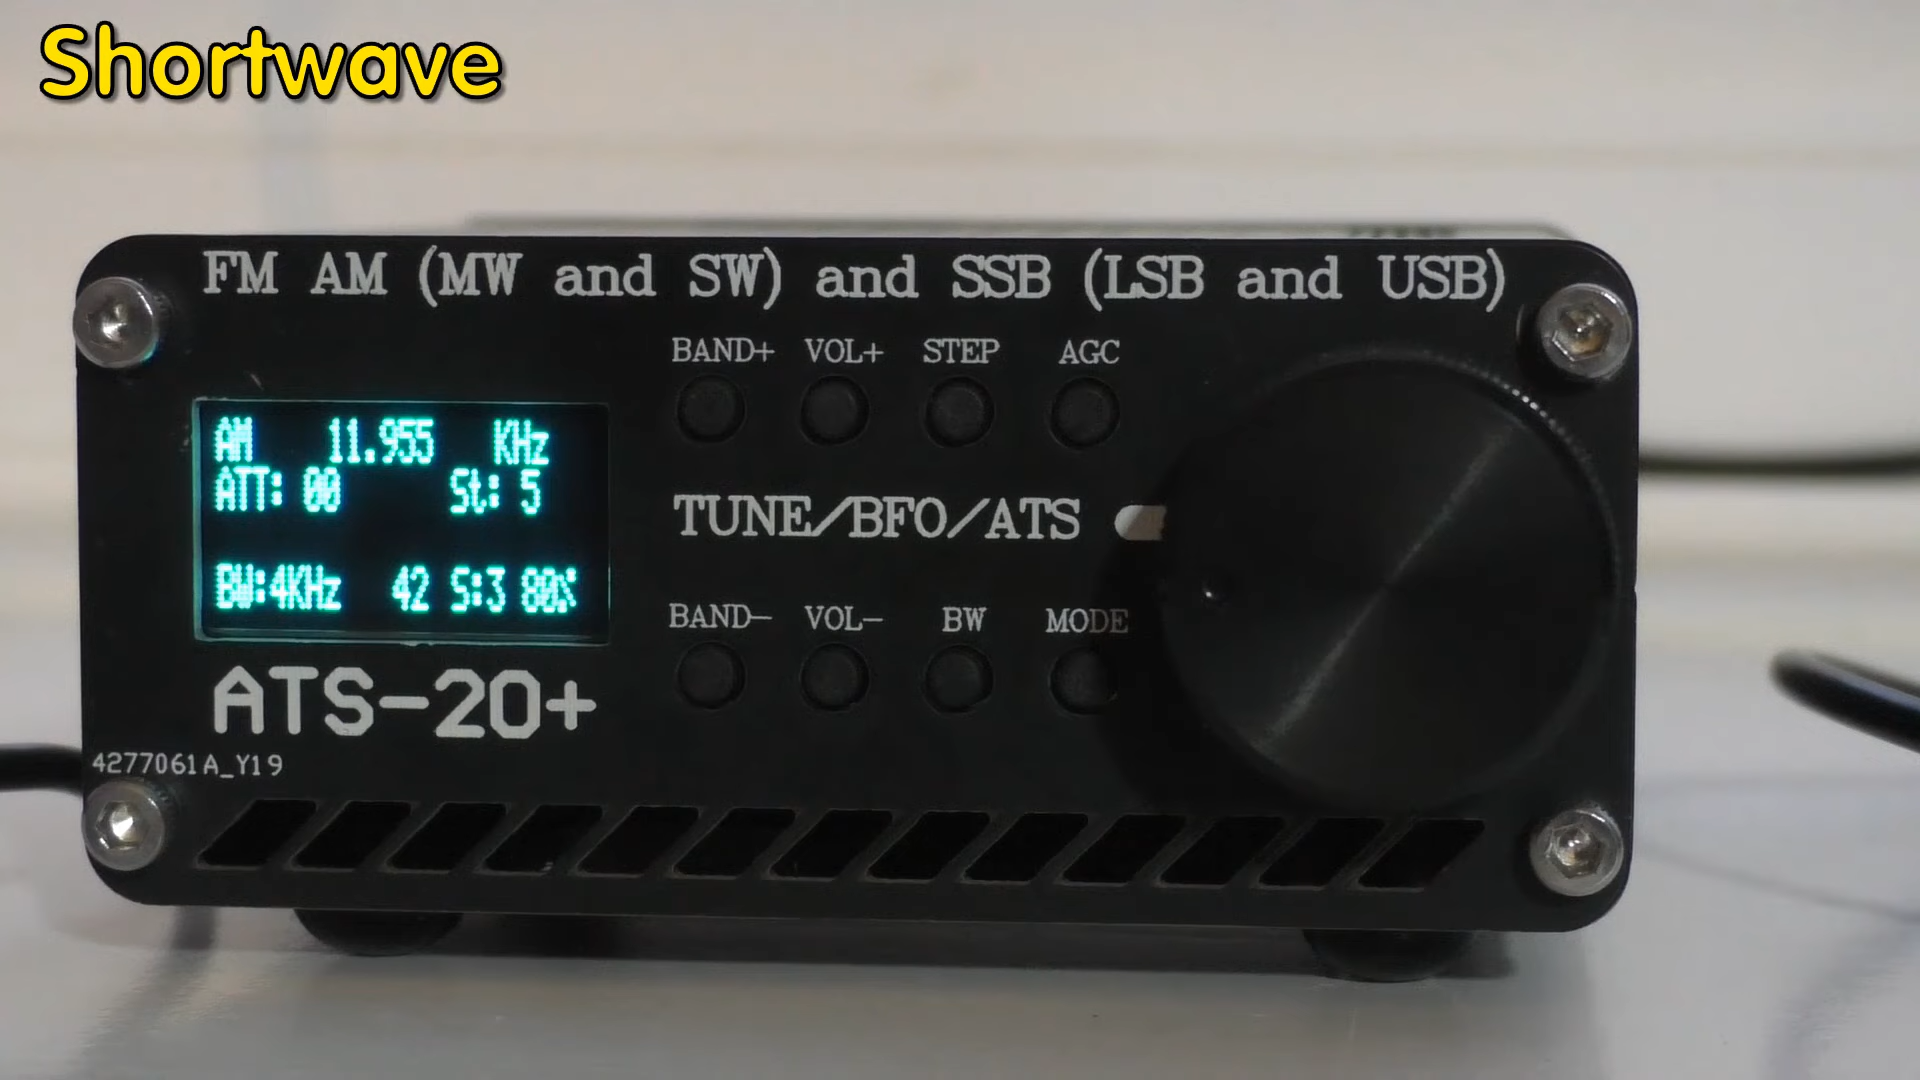 Shortwave
FM AM (MW and SW) and SSB (LSB and USB)
BAND+ VOL+ STEP AGC
AM 11.955 KHz
ATT: 00 St: 5
TUNE/BFO/ATS
BW:4KHz 42 S:3 80%
BAND- VOL- BW MODE
ATS-20+
4277061A_Y19